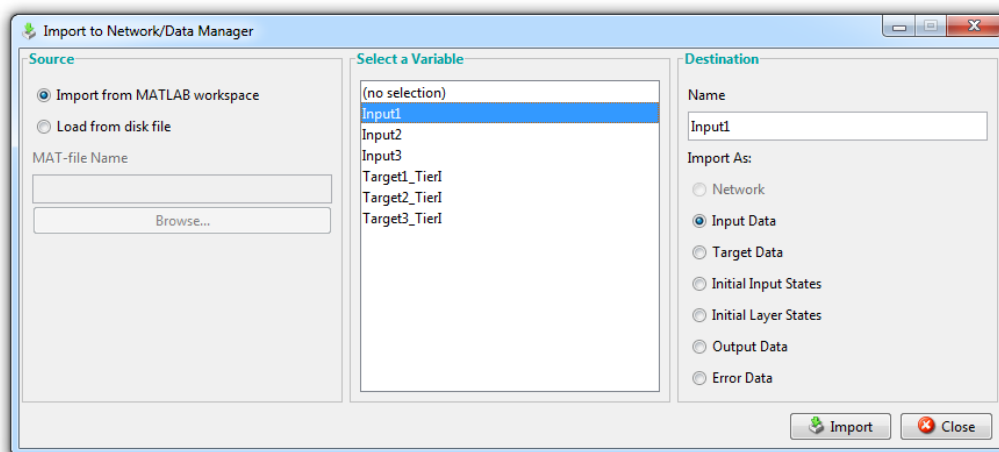 Import to Network/Data Manager
Source
Import from MATLAB workspace
Load from disk file
MAT-file Name
Browse...
Select a Variable
(no selection)
Input1
Input2
Input3
Target1_TierI
Target2_TierI
Target3_TierI
Destination
Name
Input1
Import As:
Network
Input Data
Target Data
Initial Input States
Initial Layer States
Output Data
Error Data
Import
Close